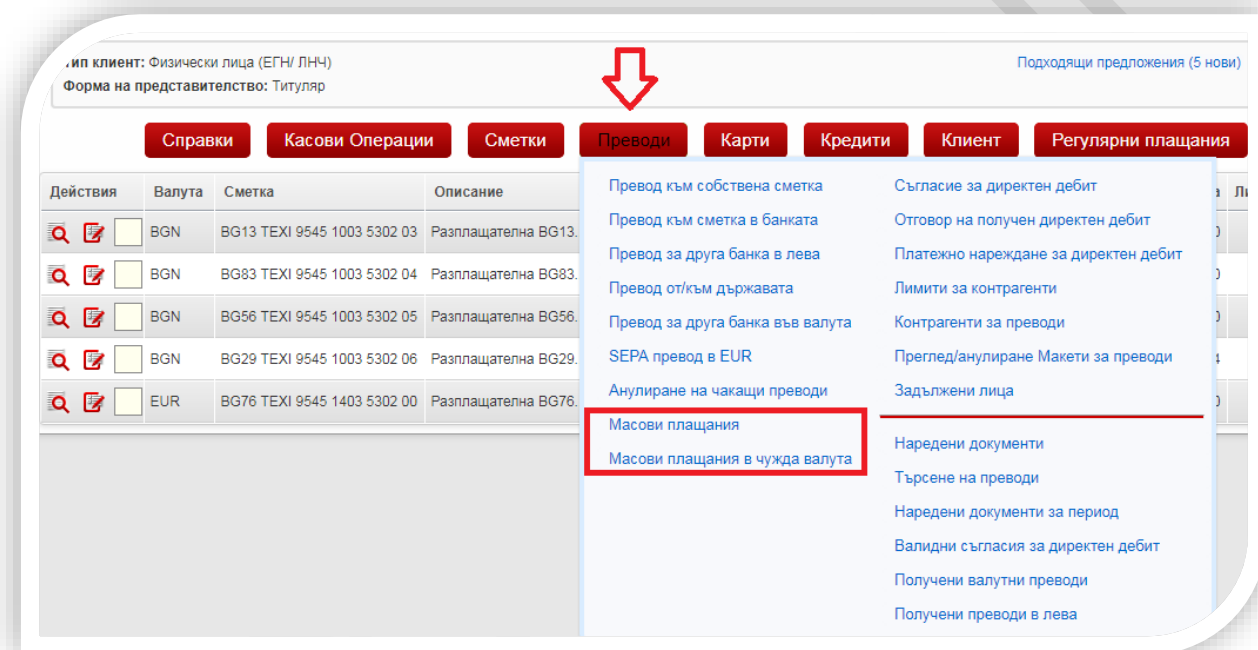 Тип клиент: Физически лица (ЕГН/ ЛНЧ)
Подходящи предложения (5 нови)
Форма на представителство: Титуляр
Справки Касови Операции Сметки Преводи Карти Кредити Клиент Регулярни плащания
Действия Валута Сметка Описание
BGN BG13 TEXI 9545 1003 5302 03 Разплащателна BG13.
BGN BG83 TEXI 9545 1003 5302 04 Разплащателна BG83.
BGN BG56 TEXI 9545 1003 5302 05 Разплащателна BG56.
BGN BG29 TEXI 9545 1003 5302 06 Разплащателна BG29.
EUR BG76 TEXI 9545 1403 5302 00 Разплащателна BG76.
Превод към собствена сметка
Превод към сметка в банката
Превод за друга банка в лева
Превод от/към държавата
Превод за друга банка във валута
SEPA превод в EUR
Анулиране на чакащи преводи
Масови плащания
Масови плащания в чужда валута
Съгласие за директен дебит
Отговор на получен директен дебит
Платежно нареждане за директен дебит
Лимити за контрагенти
Контрагенти за преводи
Преглед/анулиране Макети за преводи
Задължени лица
Наредени документи
Търсене на преводи
Наредени документи за период
Валидни съгласия за директен дебит
Получени валутни преводи
Получени преводи в лева